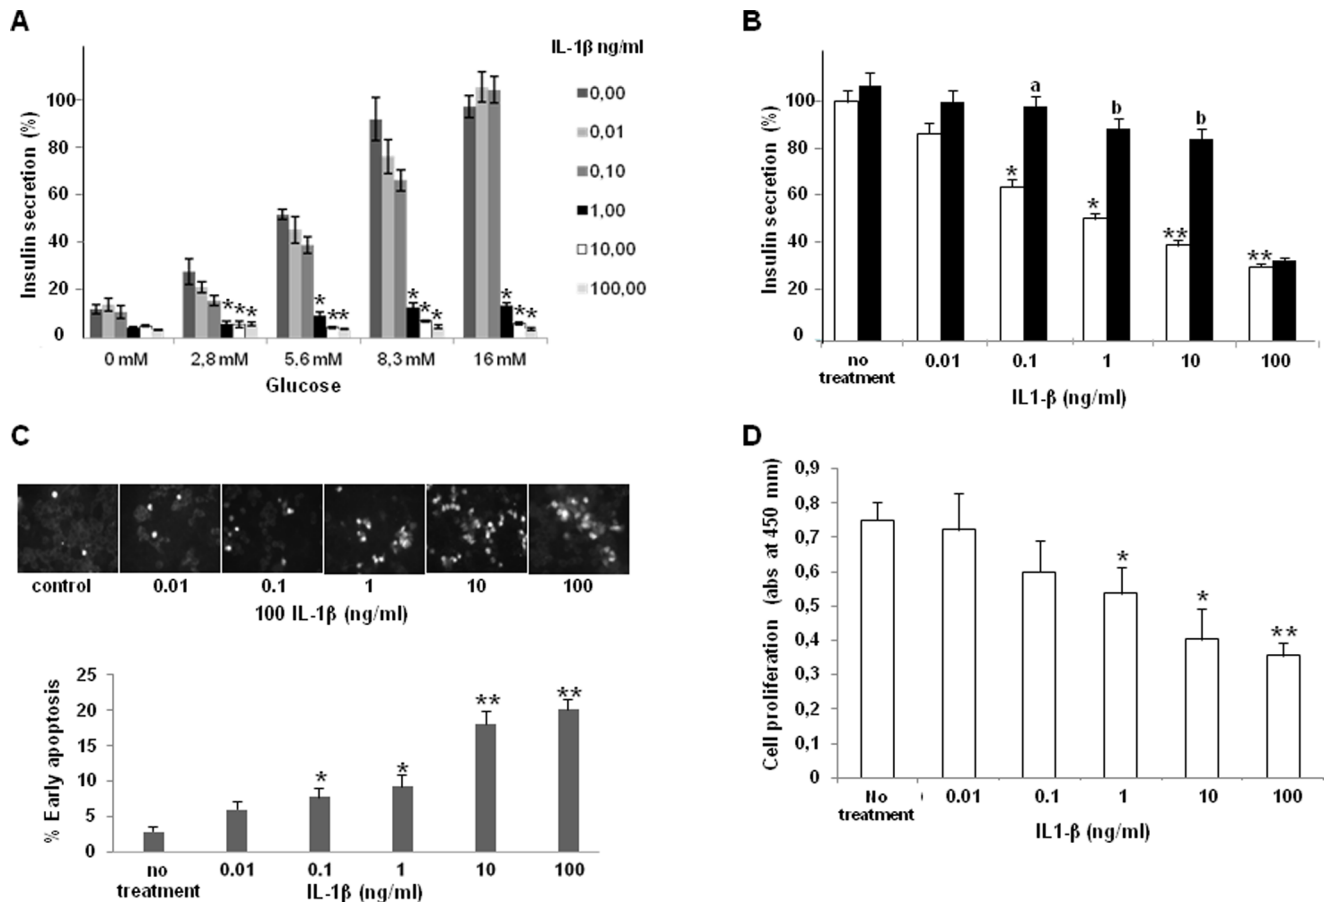 A
IL-1β ng/ml
Insulin secretion (%)
100
80
60
40
20
0
0,00
0,01
0,10
1,00
10,00
100,00
* * *
* **
* * *
* * *
0 mM
2,8 mM
5,6 mM
8,3 mM
16 mM
Glucose
B
Insulin secretion (%)
100
80
60
40
20
0
*
a
*
b
**
b
**
no treatment
0.01
0.1
1
10
100
IL1-β (ng/ml)
C
control
0.01
0.1
1
10
100
100 IL-1β (ng/ml)
% Early apoptosis
25
20
15
10
5
0
*
*
**
**
no treatment
0.01
0.1
1
10
100
IL-1β (ng/ml)
D
Cell proliferation (abs at 450 mm)
0,9
0,8
0,7
0,6
0,5
0,4
0,3
0,2
0,1
0
*
*
**
No treatment
0.01
0.1
1
10
100
IL1-β (ng/ml)